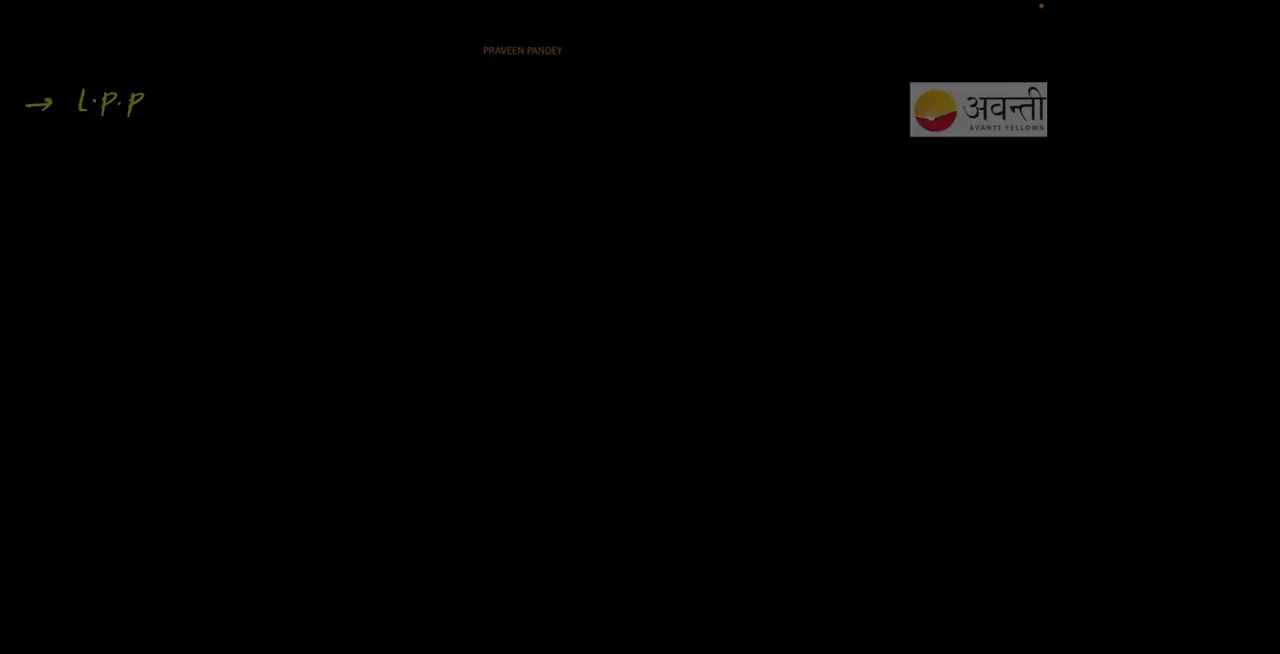 PRAVEEN PANDEY
→ L.P.P
अवन्ती
AVANTI FELLOWS